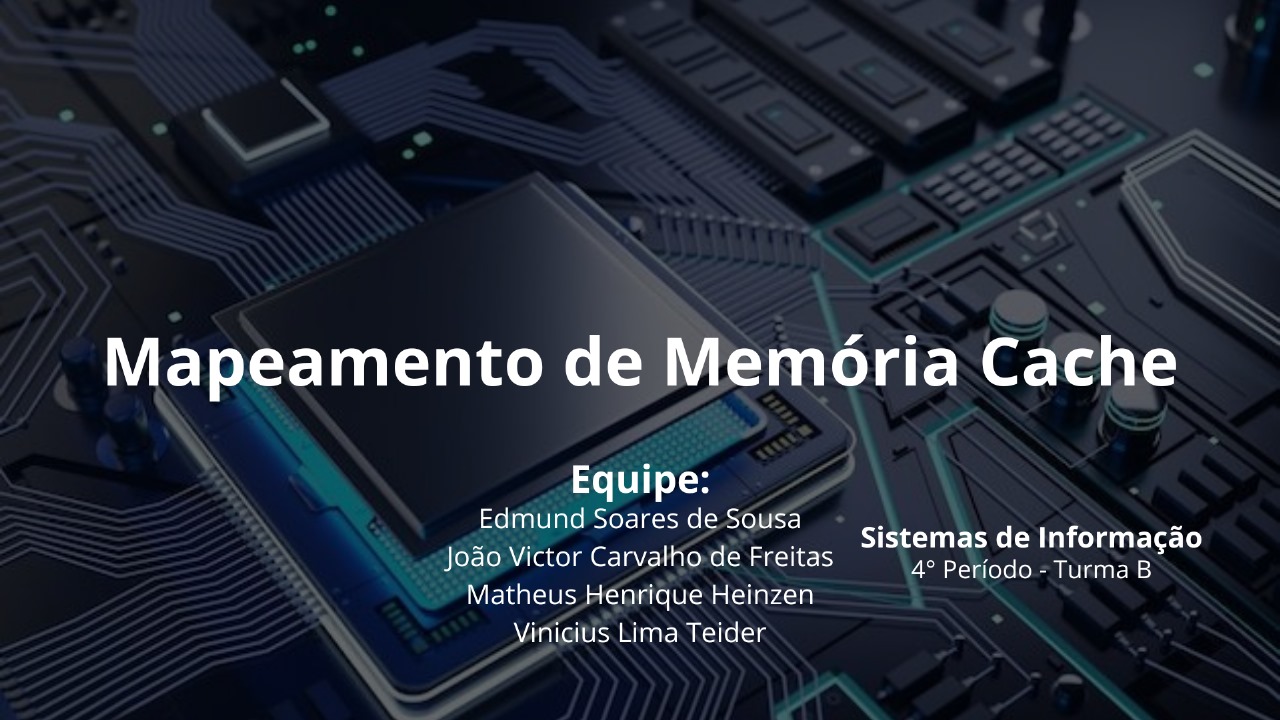 Mapeamento de Memória Cache
Equipe:
Edmund Soares de Sousa
João Victor Carvalho de Freitas
Matheus Henrique Heinzen
Vinicius Lima Teider
Sistemas de Informação
4° Período - Turma B